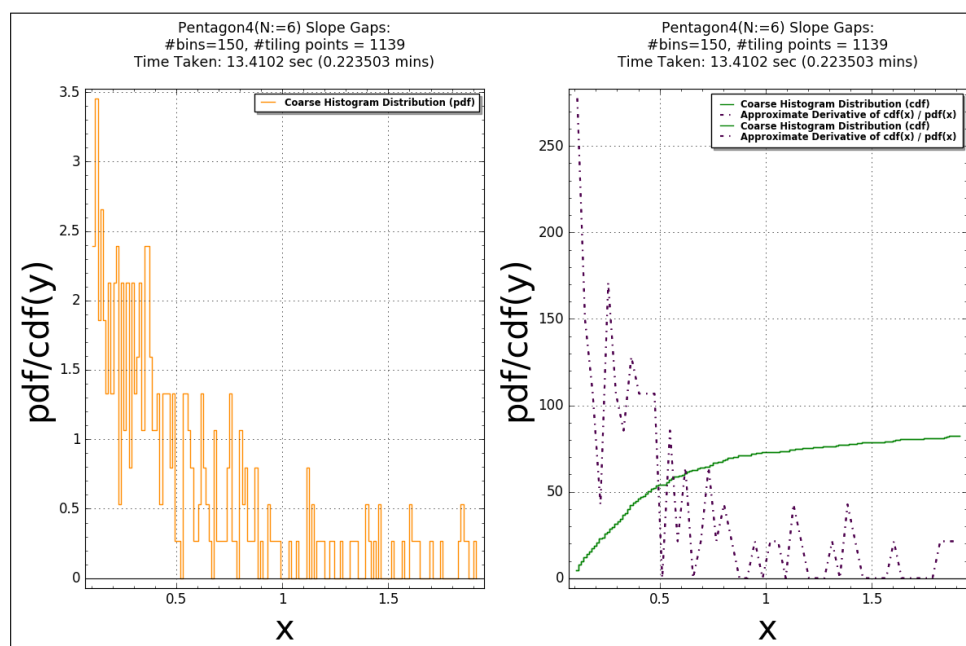 Pentagon4(N:=6) Slope Gaps:
#bins=150, #tiling points = 1139
Time Taken: 13.4102 sec (0.223503 mins)
Coarse Histogram Distribution (pdf)
3.5
3
2.5
2
1.5
1
0.5
0
0.5
1
1.5
pdf/cdf(y)
x
Pentagon4(N:=6) Slope Gaps:
#bins=150, #tiling points = 1139
Time Taken: 13.4102 sec (0.223503 mins)
Coarse Histogram Distribution (cdf)
Approximate Derivative of cdf(x) / pdf(x)
Coarse Histogram Distribution (cdf)
Approximate Derivative of cdf(x) / pdf(x)
250
200
150
100
50
0
0.5
1
1.5
pdf/cdf(y)
x